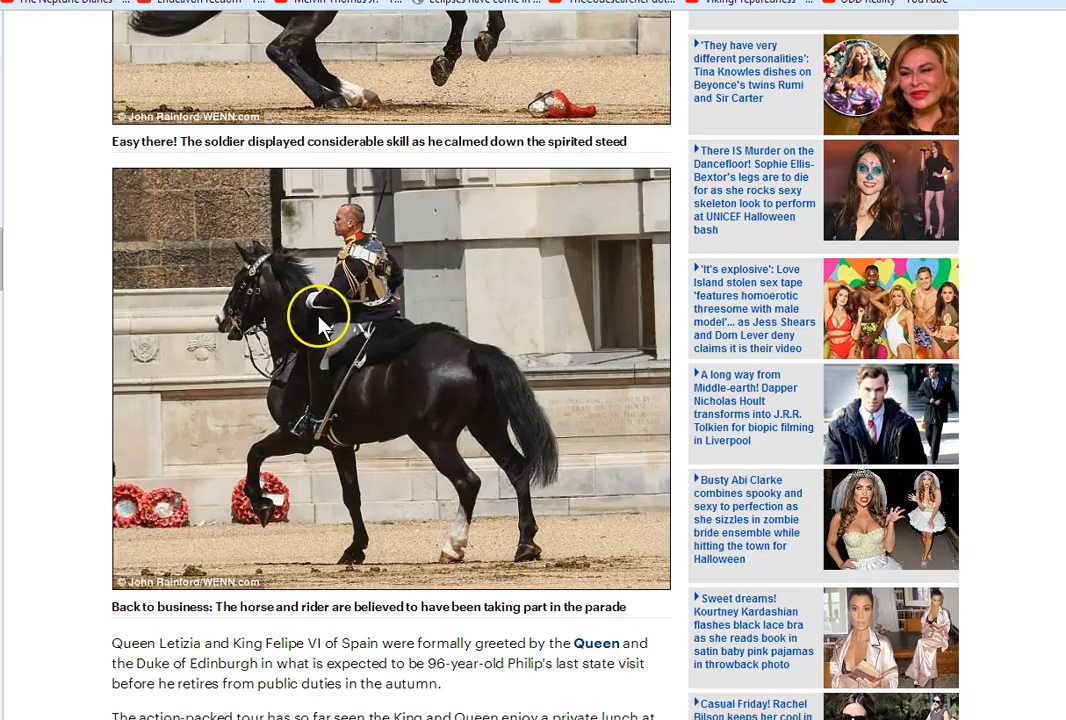 The Neptune Diaries - ...
Endeavor freedom - Y...
Melvin Thomas Jr. - Y...
Eclipses have come in ...
TheCodesearcher dot...
VikingPreparedness - ...
ODD Reality - YouTube
© John Rainford/WENN.com
Easy there! The soldier displayed considerable skill as he calmed down the spirited steed
© John Rainford/WENN.com
Back to business: The horse and rider are believed to have been taking part in the parade
Queen Letizia and King Felipe VI of Spain were formally greeted by the Queen and
the Duke of Edinburgh in what is expected to be 96-year-old Philip's last state visit
before he retires from public duties in the autumn.
The action-packed tour has so far seen the King and Queen enjoy a private lunch at
'They have very
different personalities':
Tina Knowles dishes on
Beyonce's twins Rumi
and Sir Carter
There IS Murder on the
Dancefloor! Sophie Ellis-
Bextor's legs are to die
for as she rocks sexy
skeleton look to perform
at UNICEF Halloween
bash
'It's explosive': Love
Island stolen sex tape
'features homoerotic
threesome with male
model'... as Jess Shears
and Dom Lever deny
claims it is their video
A long way from
Middle-earth! Dapper
Nicholas Hoult
transforms into J.R.R.
Tolkien for biopic filming
in Liverpool
Busty Abi Clarke
combines spooky and
sexy to perfection as
she sizzles in zombie
bride ensemble while
hitting the town for
Halloween
Sweet dreams!
Kourtney Kardashian
flashes black lace bra
as she reads book in
satin baby pink pajamas
in throwback photo
Casual Friday! Rachel
Bilson keeps her cool in